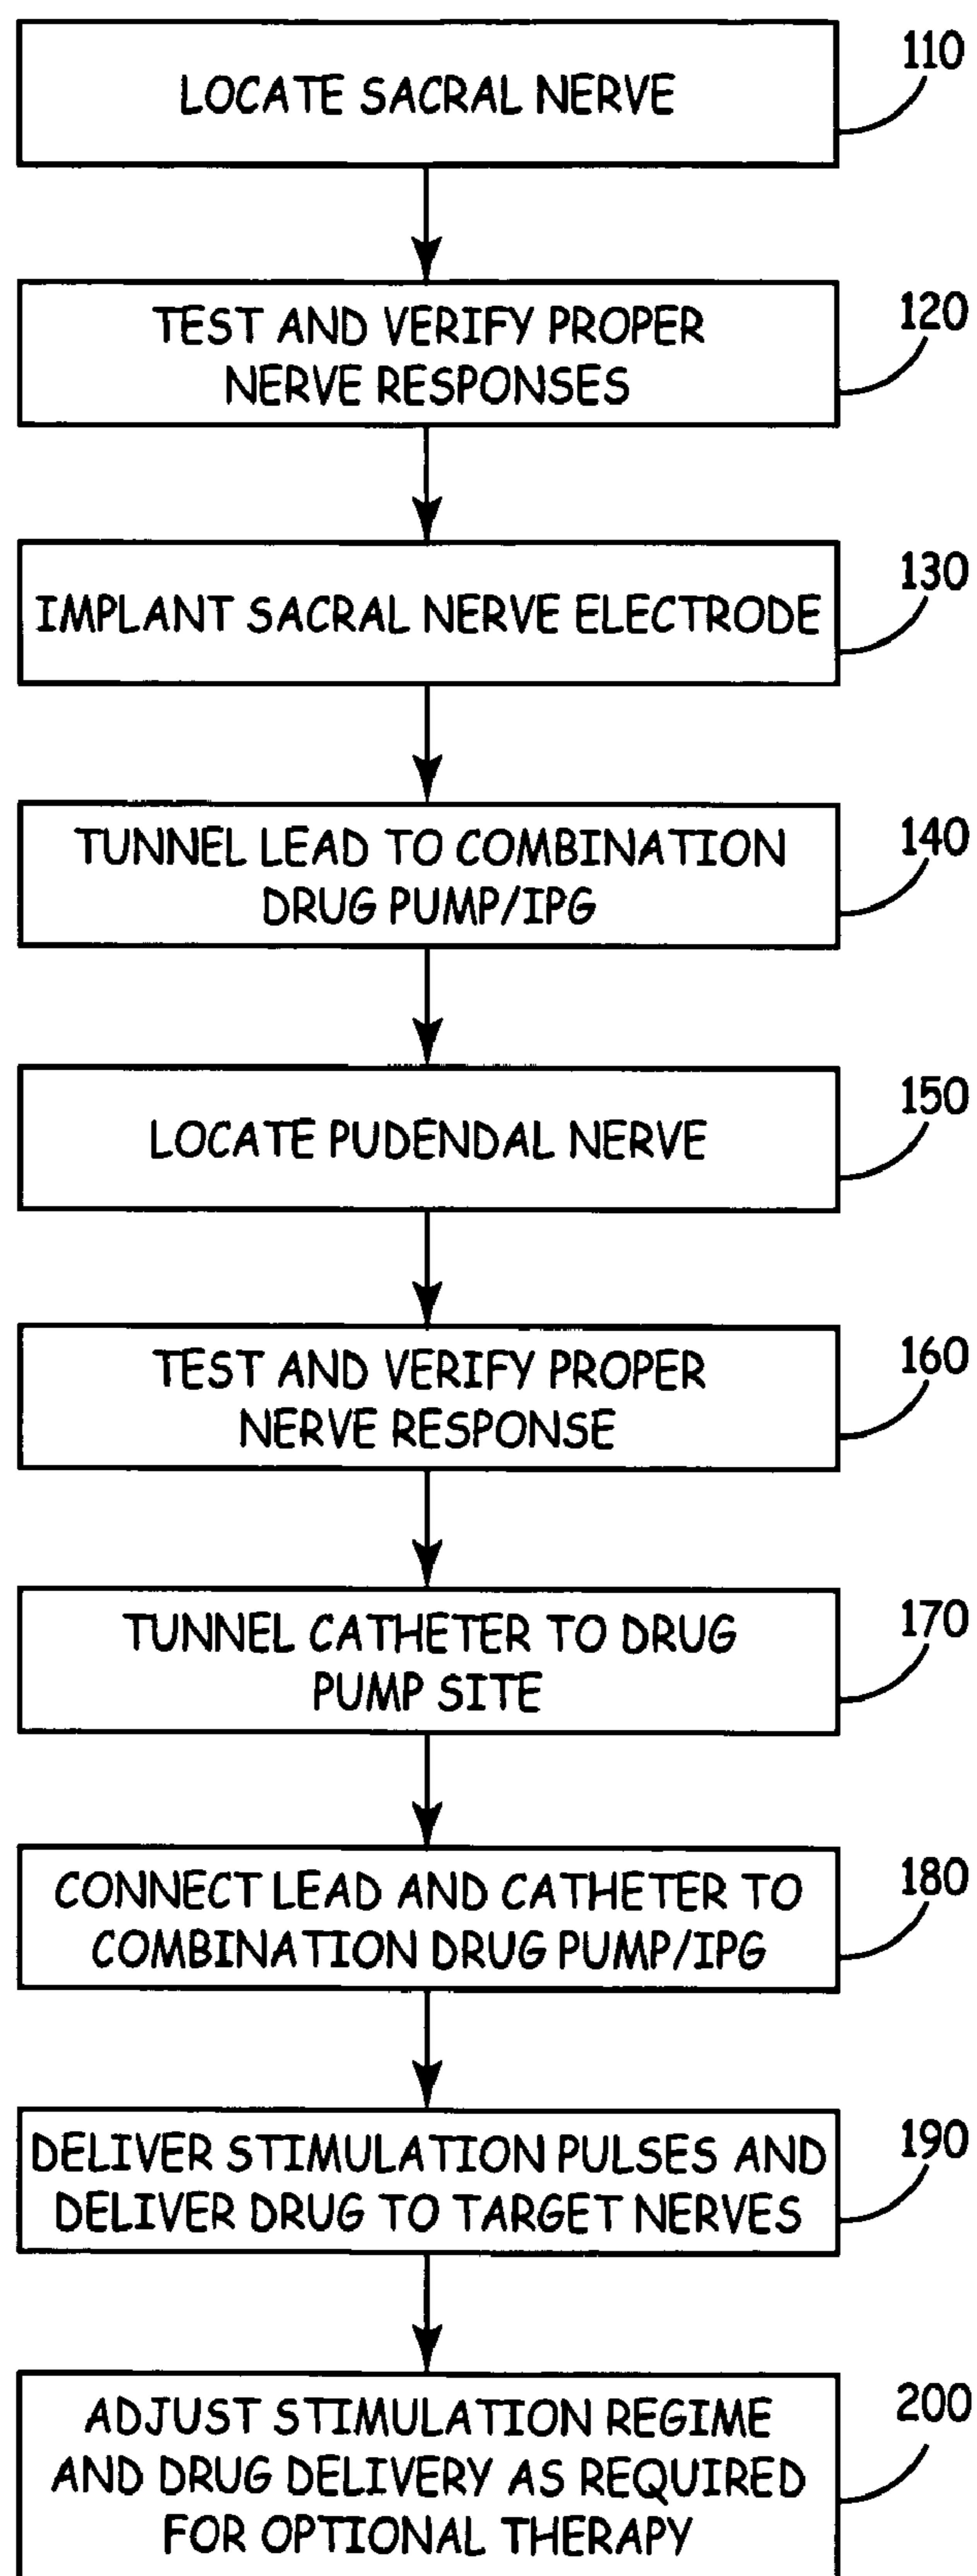 LOCATE SACRAL NERVE
110
TEST AND VERIFY PROPER
NERVE RESPONSES
120
IMPLANT SACRAL NERVE ELECTRODE
130
TUNNEL LEAD TO COMBINATION
DRUG PUMP/IPG
140
LOCATE PUDENDAL NERVE
150
TEST AND VERIFY PROPER
NERVE RESPONSE
160
TUNNEL CATHETER TO DRUG
PUMP SITE
170
CONNECT LEAD AND CATHETER TO
COMBINATION DRUG PUMP/IPG
180
DELIVER STIMULATION PULSES AND
DELIVER DRUG TO TARGET NERVES
190
ADJUST STIMULATION REGIME
AND DRUG DELIVERY AS REQUIRED
FOR OPTIONAL THERAPY
200